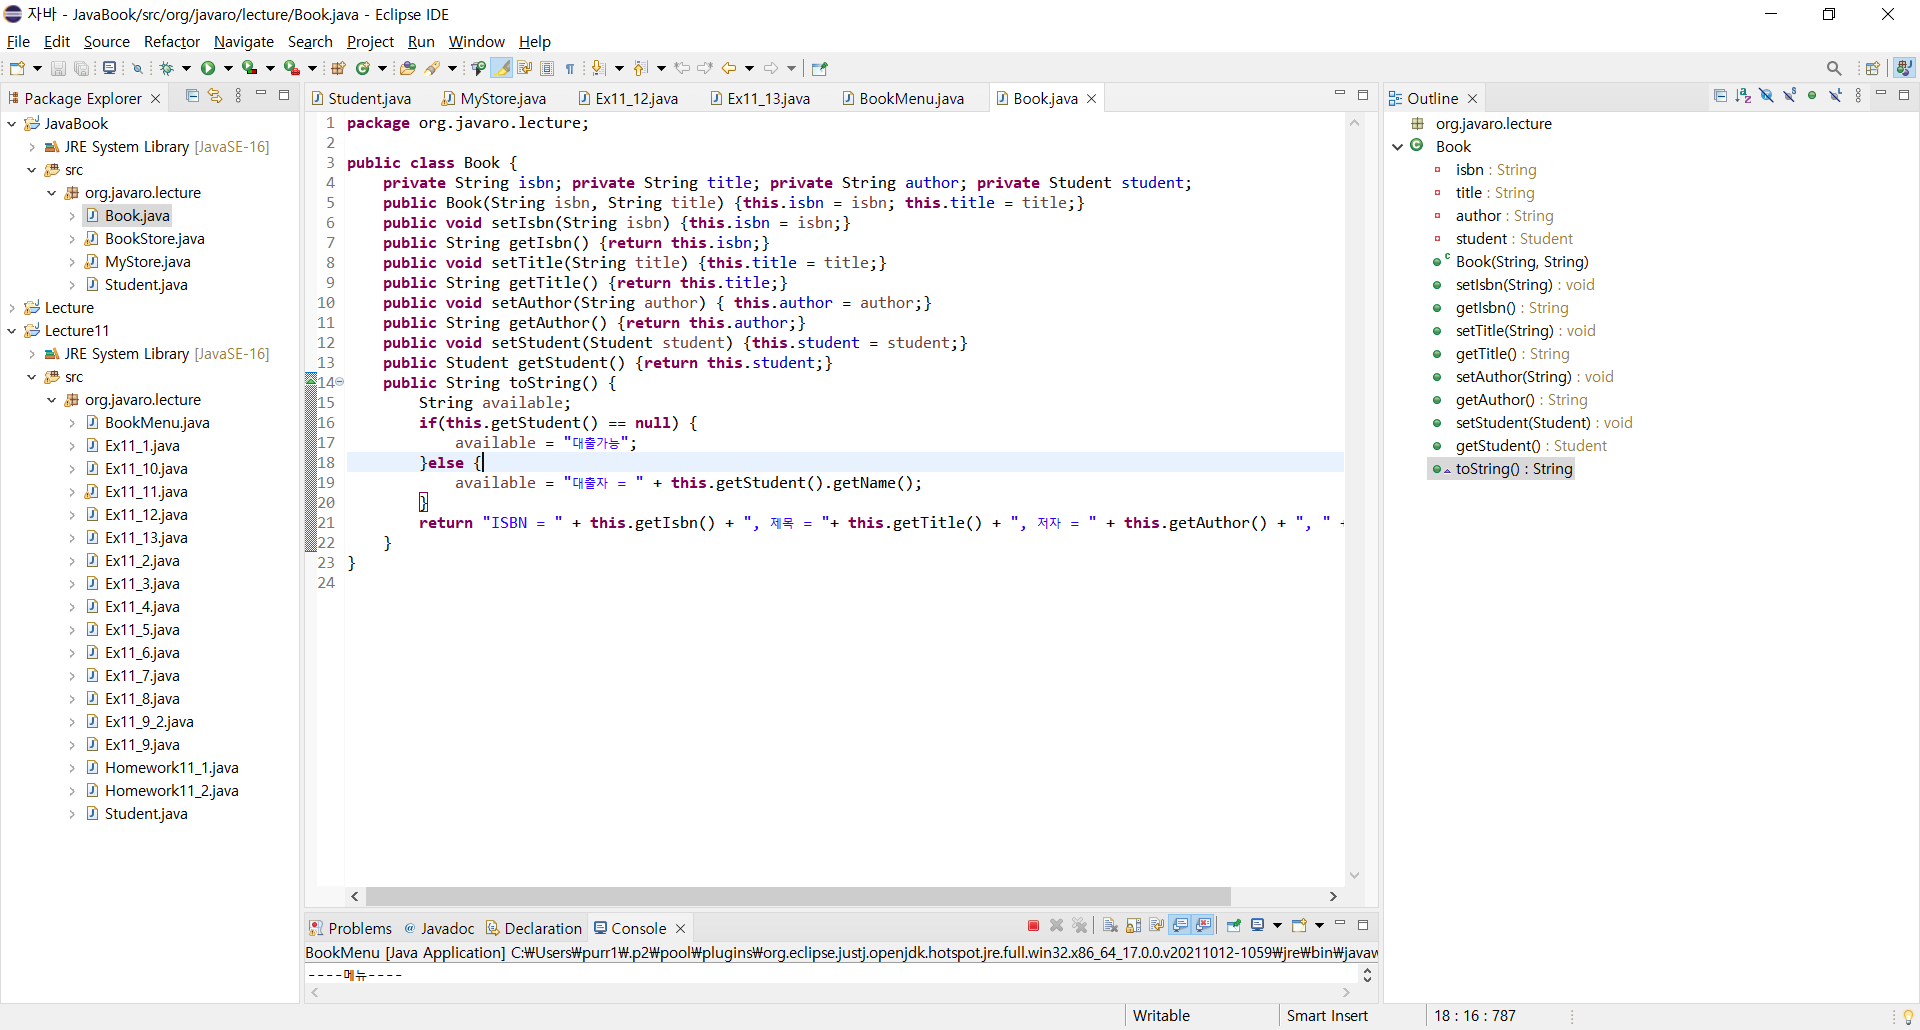 자바 - JavaBook/src/org/javaro/lecture/Book.java - Eclipse IDE
File Edit Source Refactor Navigate Search Project Run Window Help
Package Explorer
JavaBook
JRE System Library [JavaSE-16]
src
org.javaro.lecture
Book.java
BookStore.java
MyStore.java
Student.java
Lecture
Lecture11
JRE System Library [JavaSE-16]
src
org.javaro.lecture
BookMenu.java
Ex11_1.java
Ex11_10.java
Ex11_11.java
Ex11_12.java
Ex11_13.java
Ex11_2.java
Ex11_3.java
Ex11_4.java
Ex11_5.java
Ex11_6.java
Ex11_7.java
Ex11_8.java
Ex11_9_2.java
Ex11_9.java
Homework11_1.java
Homework11_2.java
Student.java
Student.java MyStore.java Ex11_12.java Ex11_13.java BookMenu.java Book.java
1 package org.javaro.lecture;
2
3 public class Book {
4 private String isbn; private String title; private String author; private Student student;
5 public Book(String isbn, String title) {this.isbn = isbn; this.title = title;}
6 public void setIsbn(String isbn) {this.isbn = isbn;}
7 public String getIsbn() {return this.isbn;}
8 public void setTitle(String title) {this.title = title;}
9 public String getTitle() {return this.title;}
10 public void setAuthor(String author) { this.author = author;}
11 public String getAuthor() {return this.author;}
12 public void setStudent(Student student) {this.student = student;}
13 public Student getStudent() {return this.student;}
14 public String toString() {
15 String available;
16 if(this.getStudent() == null) {
17 available = "대출가능";
18 }else {
19 available = "대출자 = " + this.getStudent().getName();
20 }
21 return "ISBN = " + this.getIsbn() + ", 제목 = "+ this.getTitle() + ", 저자 = " + this.getAuthor() + ", " +
22 }
23 }
24
Problems @ Javadoc Declaration Console
BookMenu [Java Application] C:₩Users₩purr1₩.p2₩pool₩plugins₩org.eclipse.justj.openjdk.hotspot.jre.full.win32.x86_64_17.0.0.v20211012-1059₩jre₩bin₩javaw
----메뉴----
Outline
org.javaro.lecture
Book
isbn : String
title : String
author : String
student : Student
Book(String, String)
setIsbn(String) : void
getIsbn() : String
setTitle(String) : void
getTitle() : String
setAuthor(String) : void
getAuthor() : String
setStudent(Student) : void
getStudent() : Student
toString() : String
Writable Smart Insert 18 : 16 : 787